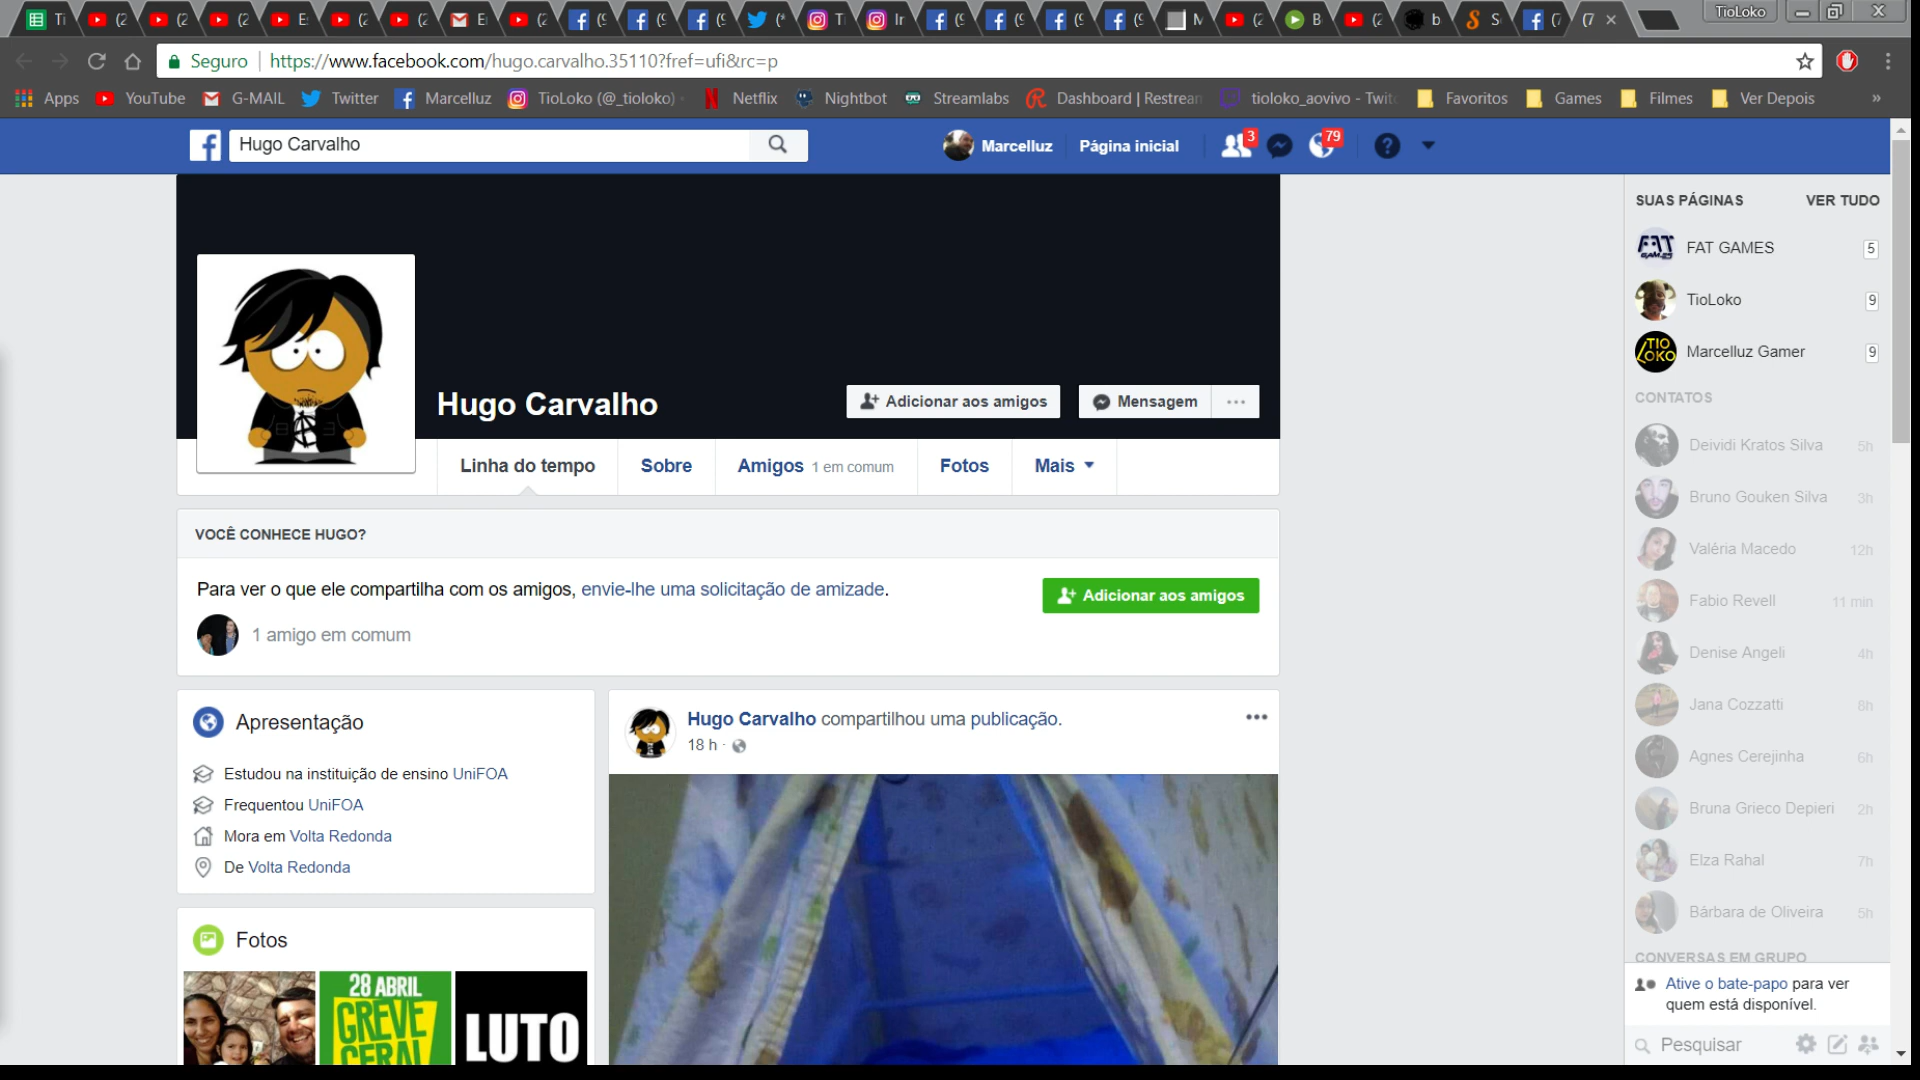 TioLoko
Seguro
https://www.facebook.com/hugo.carvalho.35110?fref=ufi&rc=p
Apps YouTube G-MAIL Twitter Marcelluz TioLoko (@_tioloko) Netflix Nightbot Streamlabs Dashboard | Restream tioloko_aovivo - Twitc Favoritos Games Filmes Ver Depois
Hugo Carvalho
Marcelluz Página inicial 3 79
SUAS PÁGINAS VER TUDO
FAT GAMES 5
TioLoko 9
TIO LOKO
Marcelluz Gamer 9
CONTATOS
Deividi Kratos Silva 5h
Bruno Gouken Silva 3h
Valéria Macedo 12h
Fabio Revell 11 min
Denise Angeli 4h
Jana Cozzatti 8h
Agnes Cerejinha 6h
Bruna Grieco Depieri 2h
Elza Rahal 7h
Bárbara de Oliveira 5h
CONVERSAS EM GRUPO
Ative o bate-papo para ver
quem está disponível.
Pesquisar
Hugo Carvalho
Adicionar aos amigos
Mensagem
Linha do tempo Sobre Amigos 1 em comum Fotos Mais
VOCÊ CONHECE HUGO?
Para ver o que ele compartilha com os amigos, envie-lhe uma solicitação de amizade.
Adicionar aos amigos
1 amigo em comum
Apresentação
Estudou na instituição de ensino UniFOA
Frequentou UniFOA
Mora em Volta Redonda
De Volta Redonda
Fotos
28 ABRIL
GREVE
GERAL
LUTO
Hugo Carvalho compartilhou uma publicação.
18 h